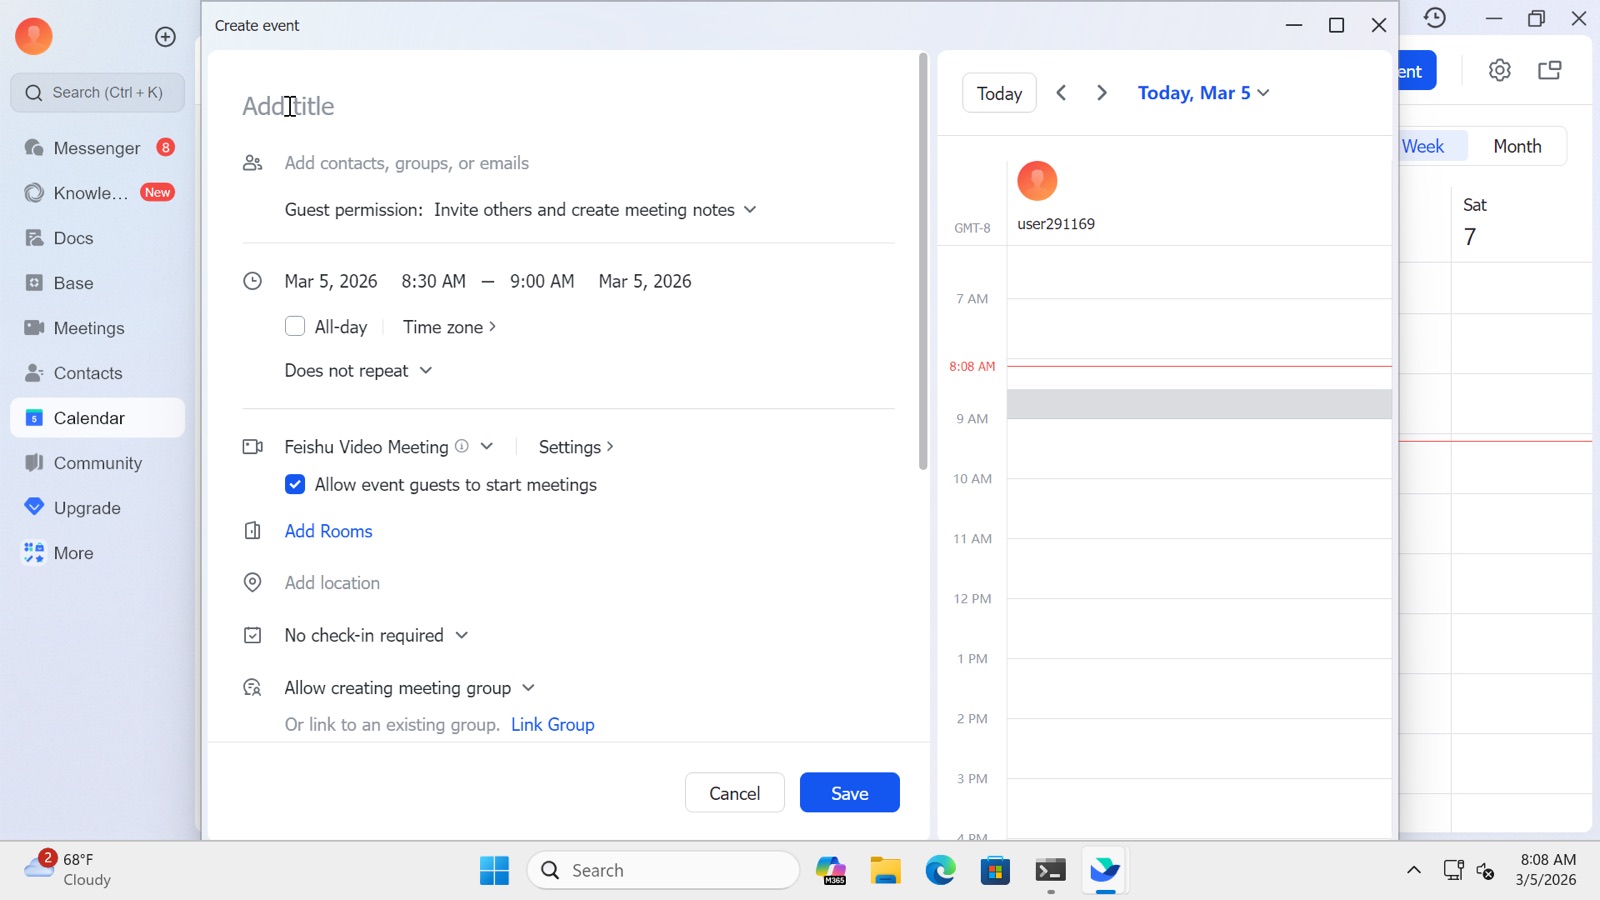 Create event
Search (Ctrl + K)
Messenger
8
Knowle...
New
Docs
Base
Meetings
Contacts
5
Calendar
Community
Upgrade
More
Add title
Add contacts, groups, or emails
Guest permission: Invite others and create meeting notes
Mar 5, 2026 8:30 AM — 9:00 AM Mar 5, 2026
All-day
Time zone
Does not repeat
Feishu Video Meeting
Settings
Allow event guests to start meetings
Add Rooms
Add location
No check-in required
Allow creating meeting group
Or link to an existing group. Link Group
Cancel
Save
Today
Today, Mar 5
user291169
GMT-8
7 AM
8:08 AM
9 AM
10 AM
11 AM
12 PM
1 PM
2 PM
3 PM
4 PM
ent
Week
Month
Sat
7
2
68°F
Cloudy
Search
M365
8:08 AM
3/5/2026